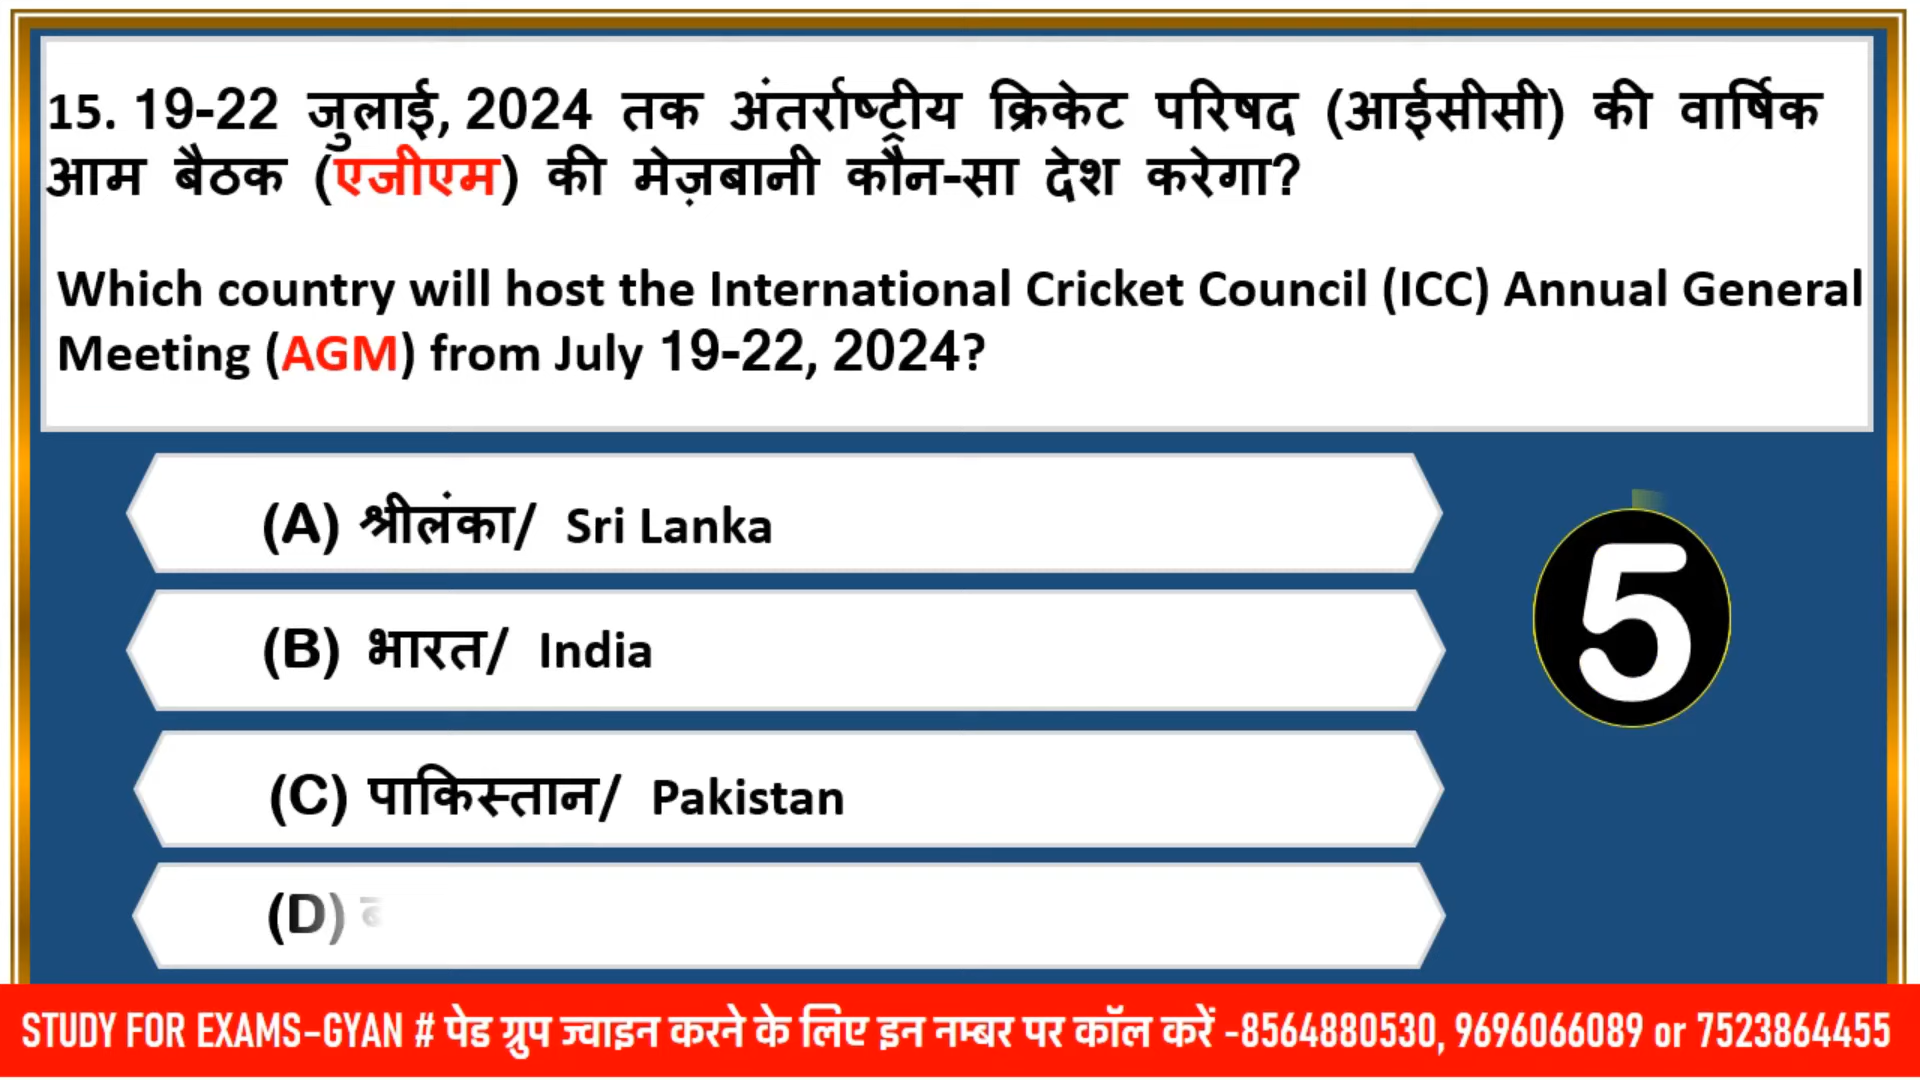 15. 19-22 जुलाई, 2024 तक अंतर्राष्ट्रीय क्रिकेट परिषद (आईसीसी) की वार्षिक
आम बैठक (एजीएम) की मेज़बानी कौन-सा देश करेगा?
Which country will host the International Cricket Council (ICC) Annual General
Meeting (AGM) from July 19-22, 2024?
(A) श्रीलंका/ Sri Lanka
5
(B) भारत/ India
(C) पाकिस्तान/ Pakistan
(D)
STUDY FOR EXAMS-GYAN # पेड ग्रुप ज्वाइन करने के लिए इन नम्बर पर कॉल करें -8564880530, 9696066089 or 7523864455